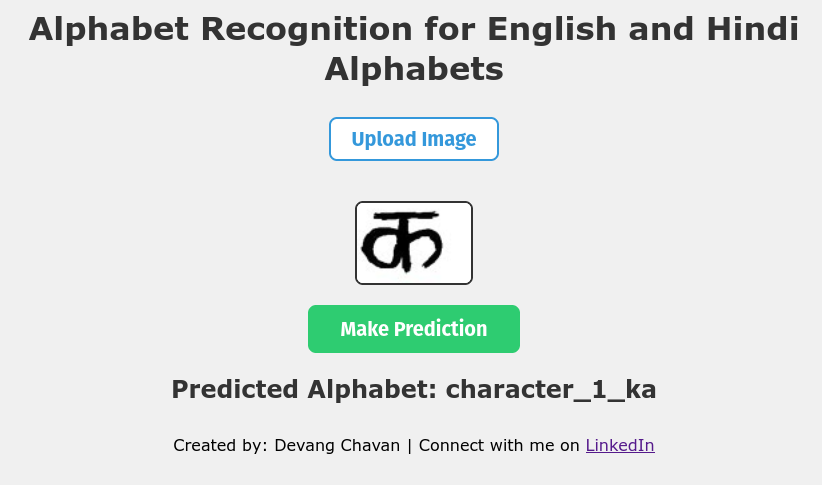 Alphabet Recognition for English and Hindi
Alphabets
Upload Image
क
Make Prediction
Predicted Alphabet: character_1_ka
Created by: Devang Chavan | Connect with me on LinkedIn